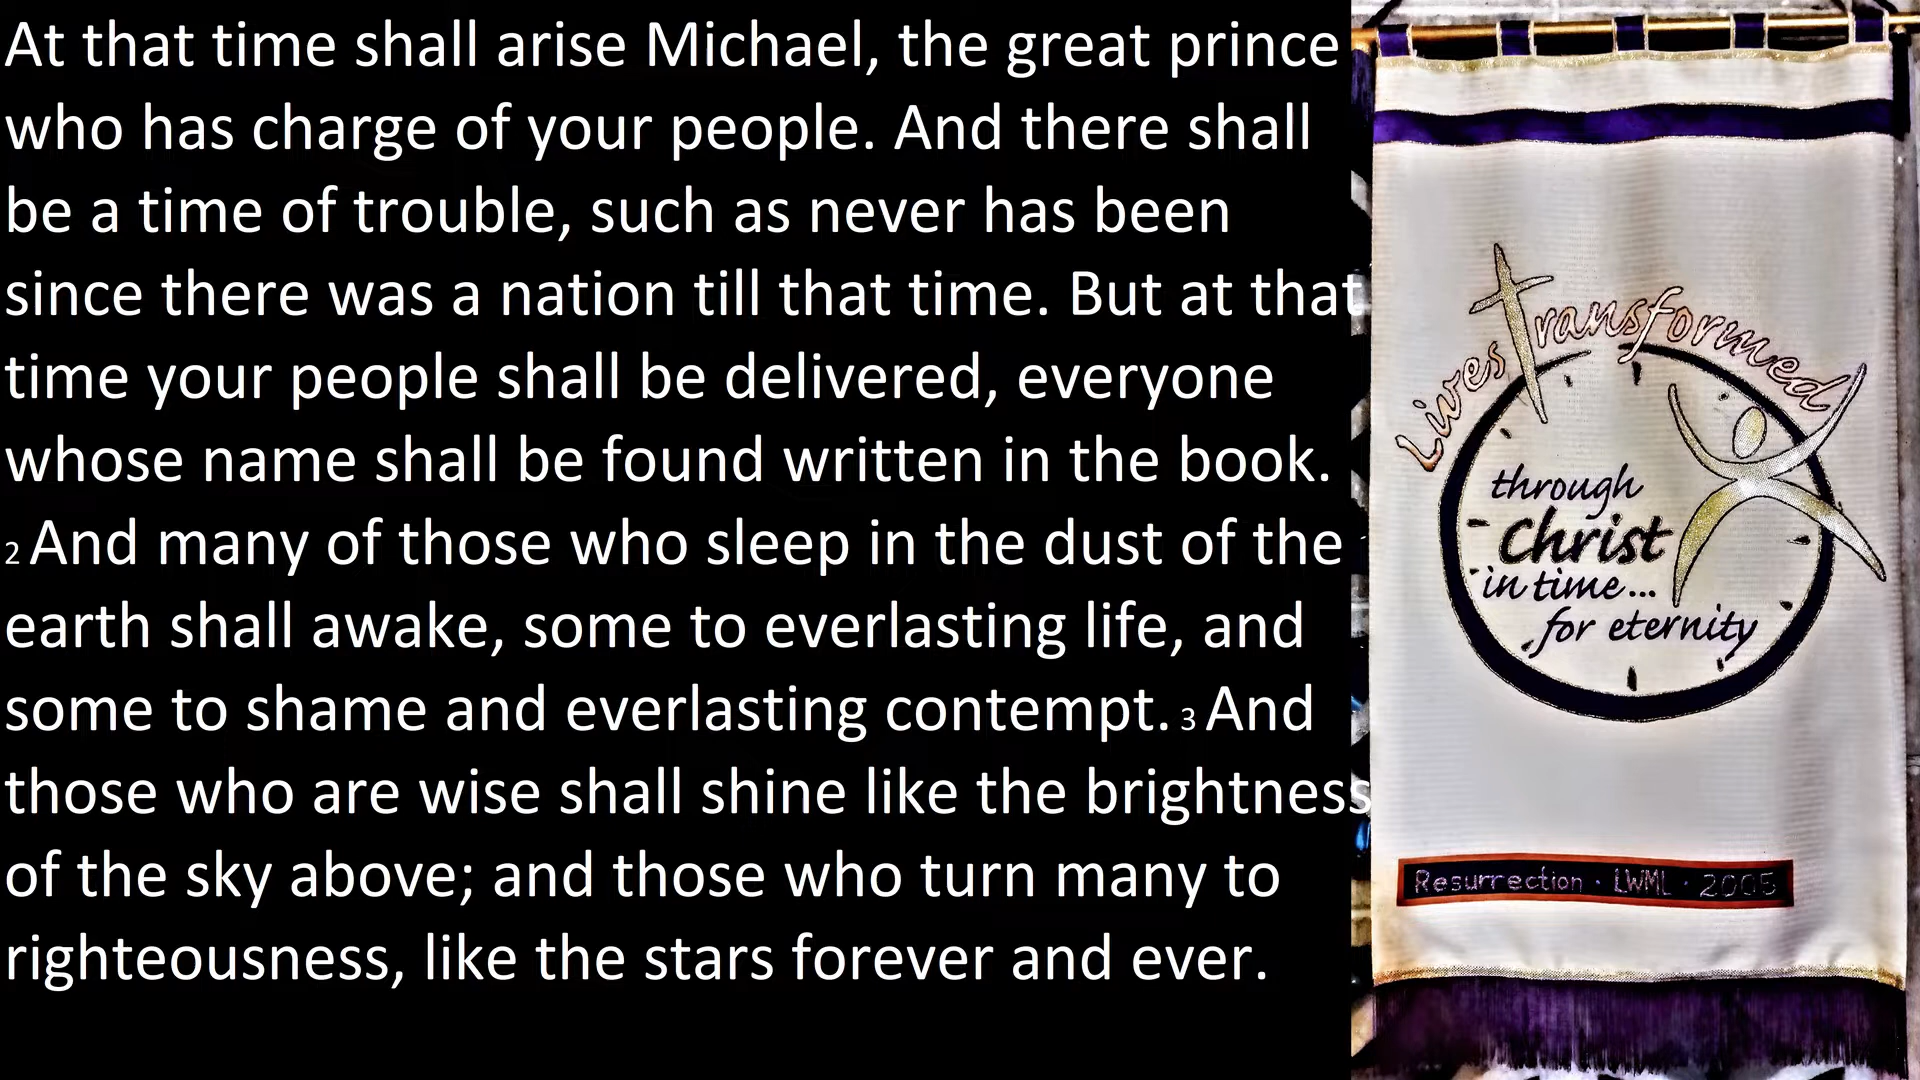 At that time shall arise Michael, the great prince
who has charge of your people. And there shall
be a time of trouble, such as never has been
since there was a nation till that time. But at that
time your people shall be delivered, everyone
whose name shall be found written in the book.
2 And many of those who sleep in the dust of the
earth shall awake, some to everlasting life, and
some to shame and everlasting contempt. 3 And
those who are wise shall shine like the brightness
of the sky above; and those who turn many to
righteousness, like the stars forever and ever.
Lives Transformed
through
Christ
in time...
for eternity
Resurrection · LWML · 2005